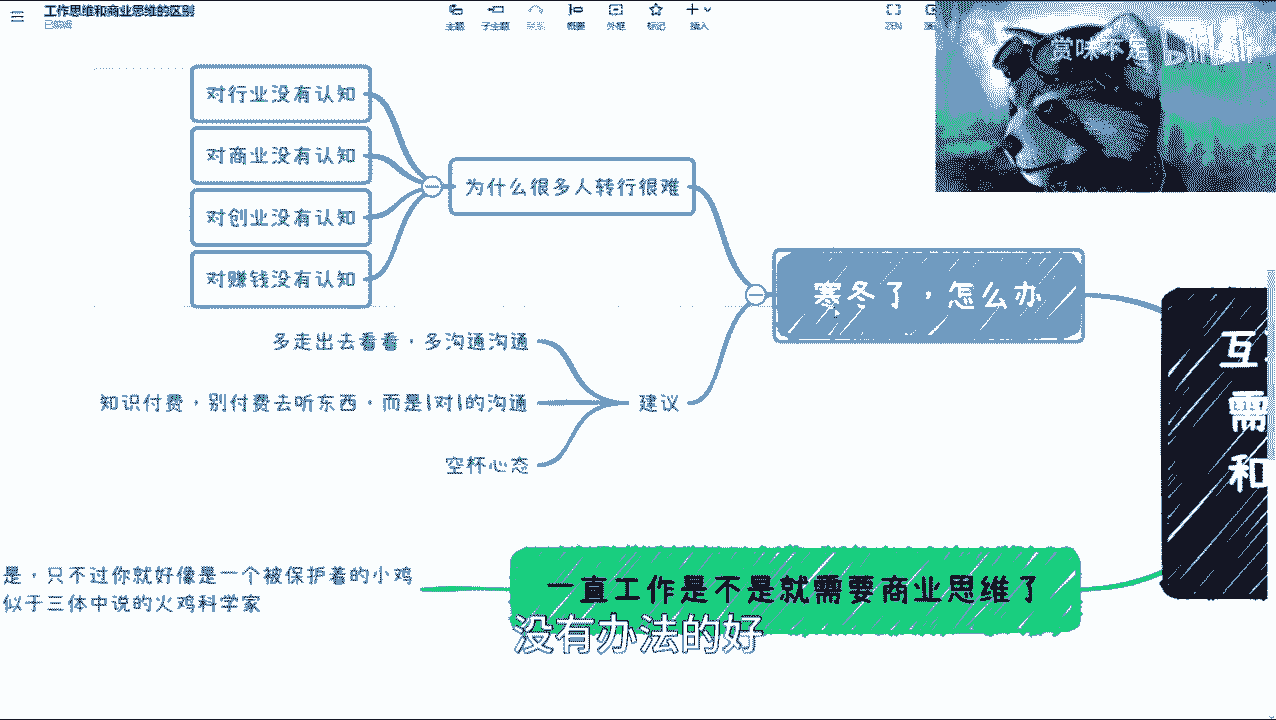 工作思维和商业思维的区别
已编辑
主题 子主题 联系 概要 外框 标记 插入
ZEN
赏味不足
对行业没有认知
对商业没有认知
对创业没有认知
对赚钱没有认知
为什么很多人转行很难
寒冬了，怎么办
多走出去看看，多沟通沟通
知识付费，别付费去听东西，而是1对1的沟通
空杯心态
建议
互
需
和
一直工作是不是就需要商业思维了
是，只不过你就好像是一个被保护着的小鸡
似于三体中说的火鸡科学家
没有办法的好